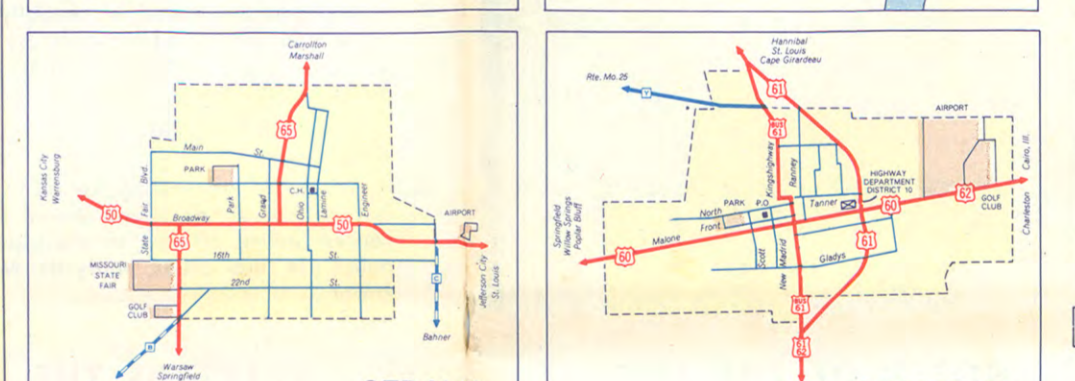 Carrollton
Marshall
65
Main St.
PARK
Kansas City
Warrensburg
Blvd.
Fair
State
Park
Grand
C.H.
Ohio
Lamine
Engineer
50
Broadway
50
AIRPORT
65
16th St.
MISSOURI
STATE
FAIR
22nd St.
C
GOLF
CLUB
Jefferson City
St. Louis
B
Bahner
Warsaw
Springfield
Hannibal
St. Louis
Cape Girardeau
Rte. Mo. 25
Y
61
BUS
61
AIRPORT
Kingshighway
Ranney
HIGHWAY
DEPARTMENT
DISTRICT 10
Cairo, Ill.
Charleston
62
GOLF
CLUB
60
PARK
P.O.
Tanner
North
Front
Springfield
Willow Springs
Poplar Bluff
Malone
60
61
Scott
New Madrid
Gladys
BUS
61
61
62